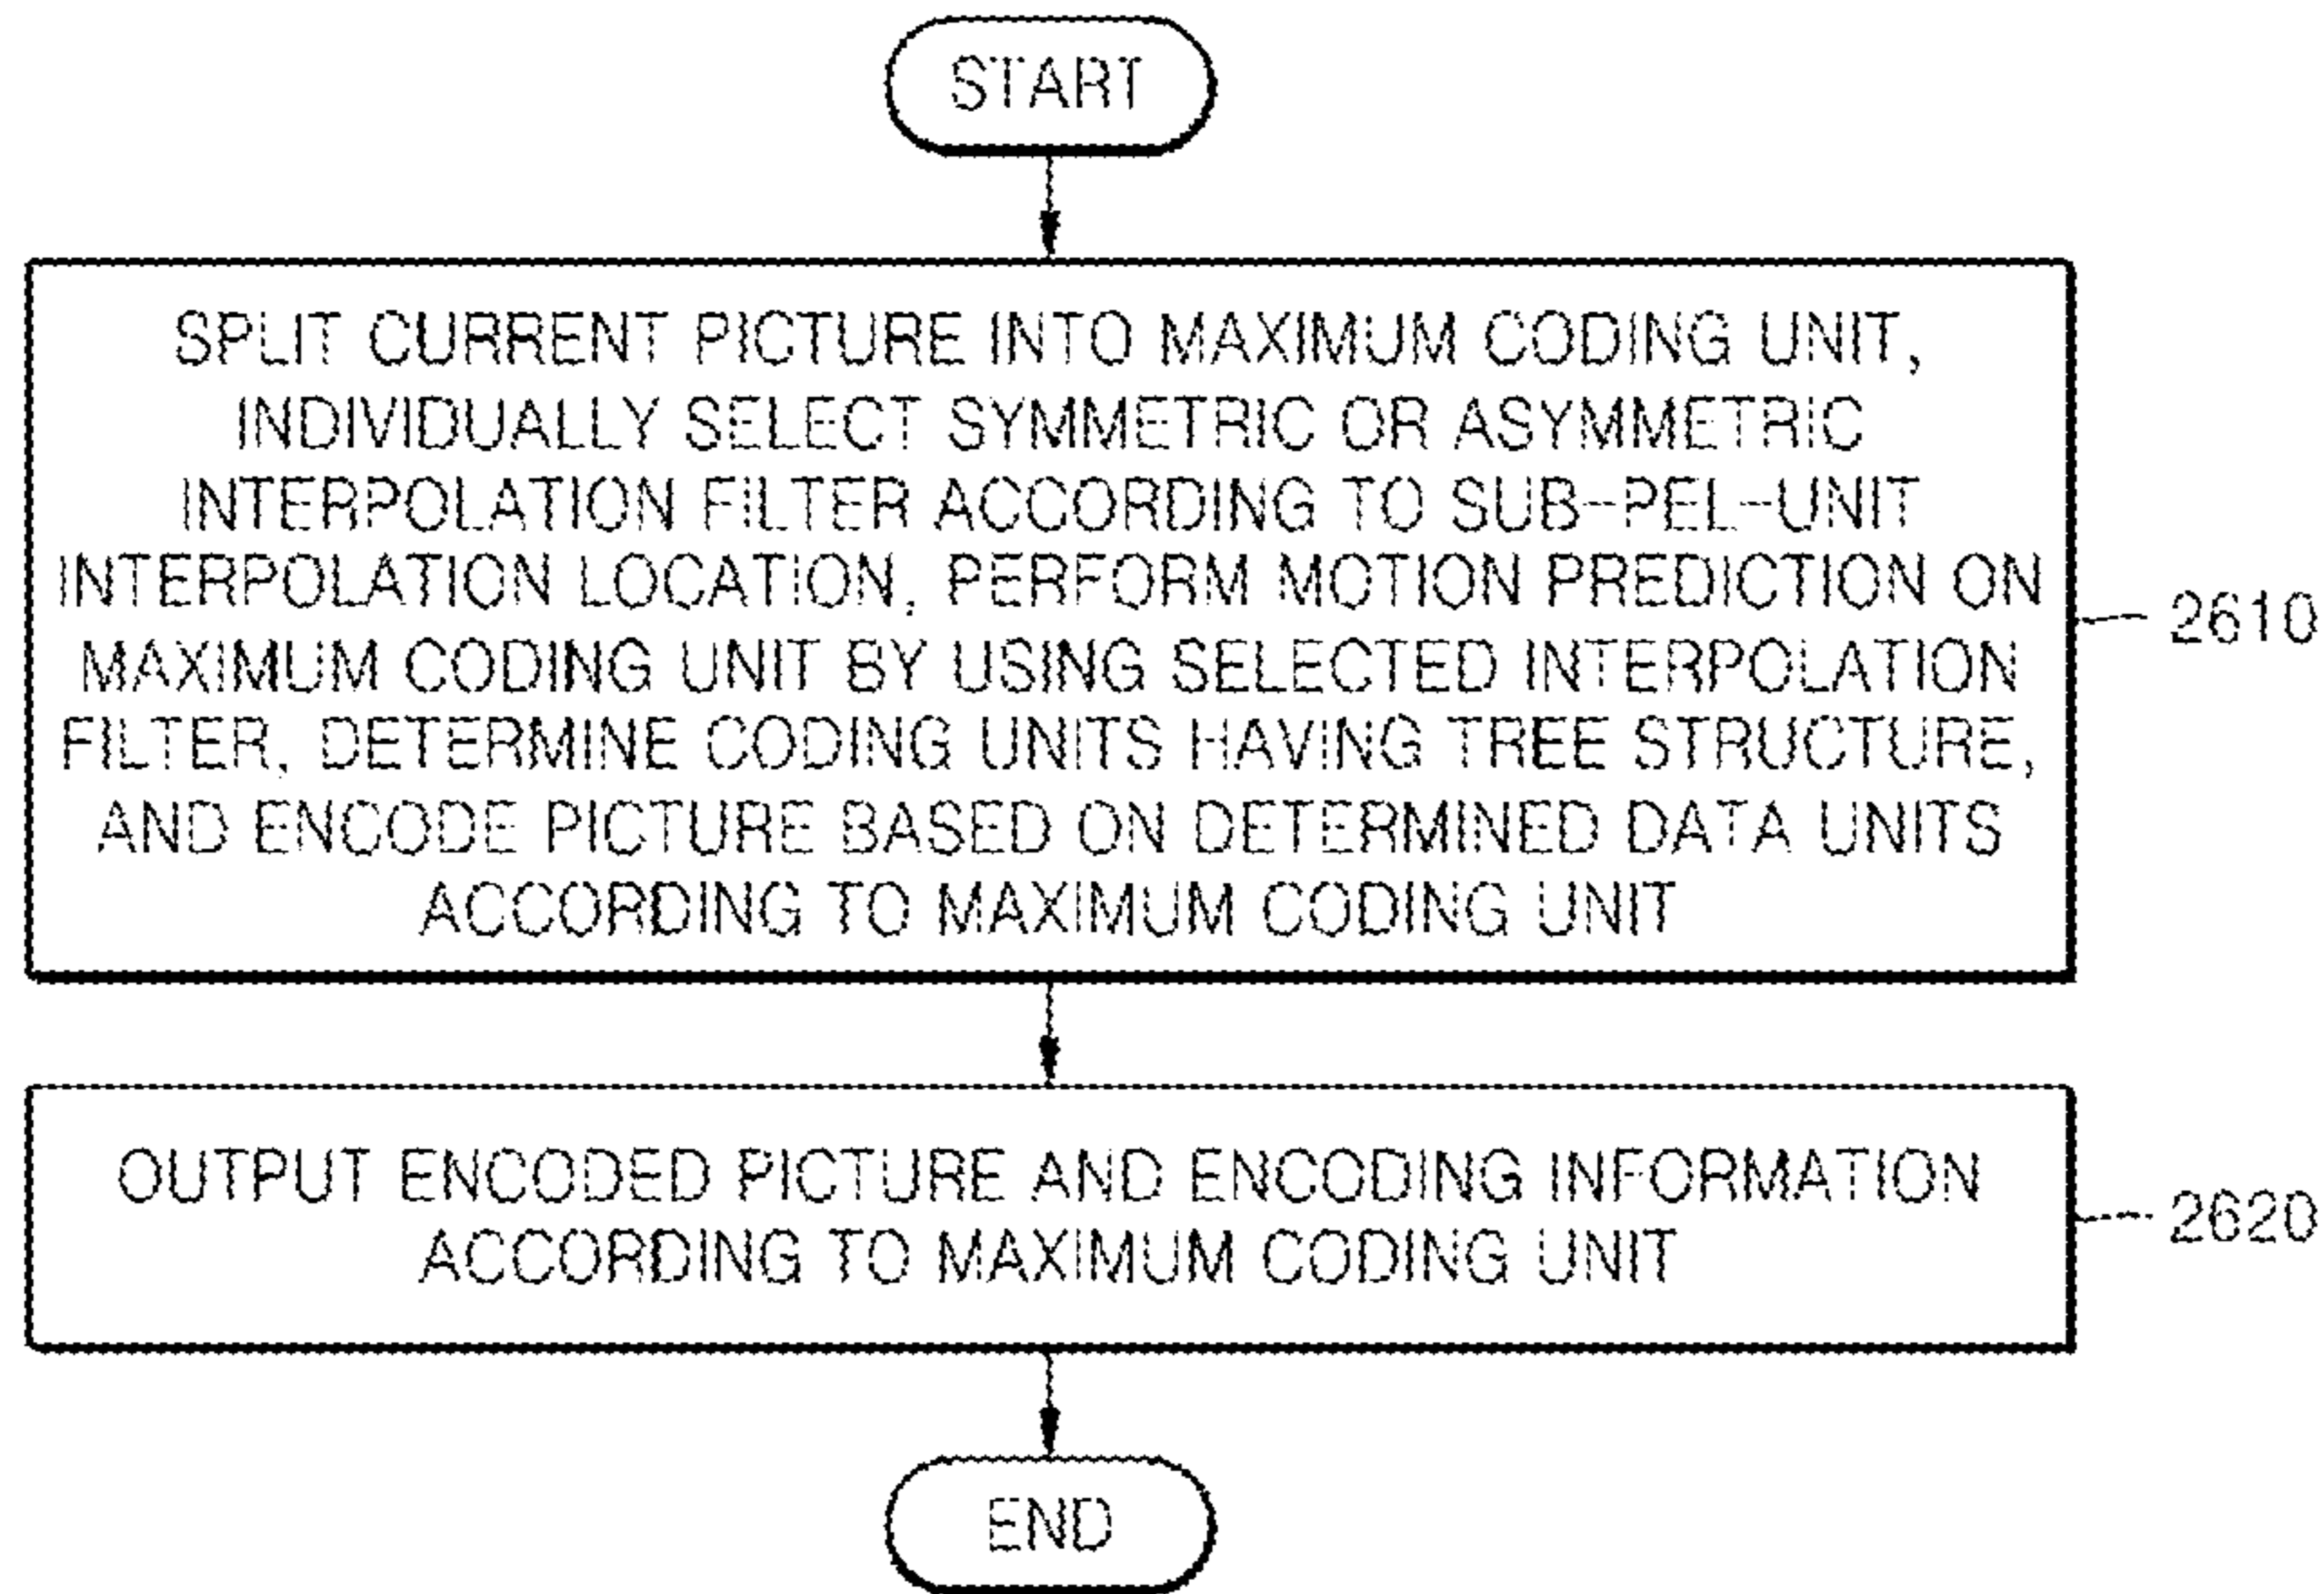 START
SPLIT CURRENT PICTURE INTO MAXIMUM CODING UNIT,
INDIVIDUALLY SELECT SYMMETRIC OR ASYMMETRIC
INTERPOLATION FILTER ACCORDING TO SUB-PEL-UNIT
INTERPOLATION LOCATION, PERFORM MOTION PREDICTION ON
MAXIMUM CODING UNIT BY USING SELECTED INTERPOLATION
FILTER, DETERMINE CODING UNITS HAVING TREE STRUCTURE,
AND ENCODE PICTURE BASED ON DETERMINED DATA UNITS
ACCORDING TO MAXIMUM CODING UNIT
2610
OUTPUT ENCODED PICTURE AND ENCODING INFORMATION
ACCORDING TO MAXIMUM CODING UNIT
2620
END